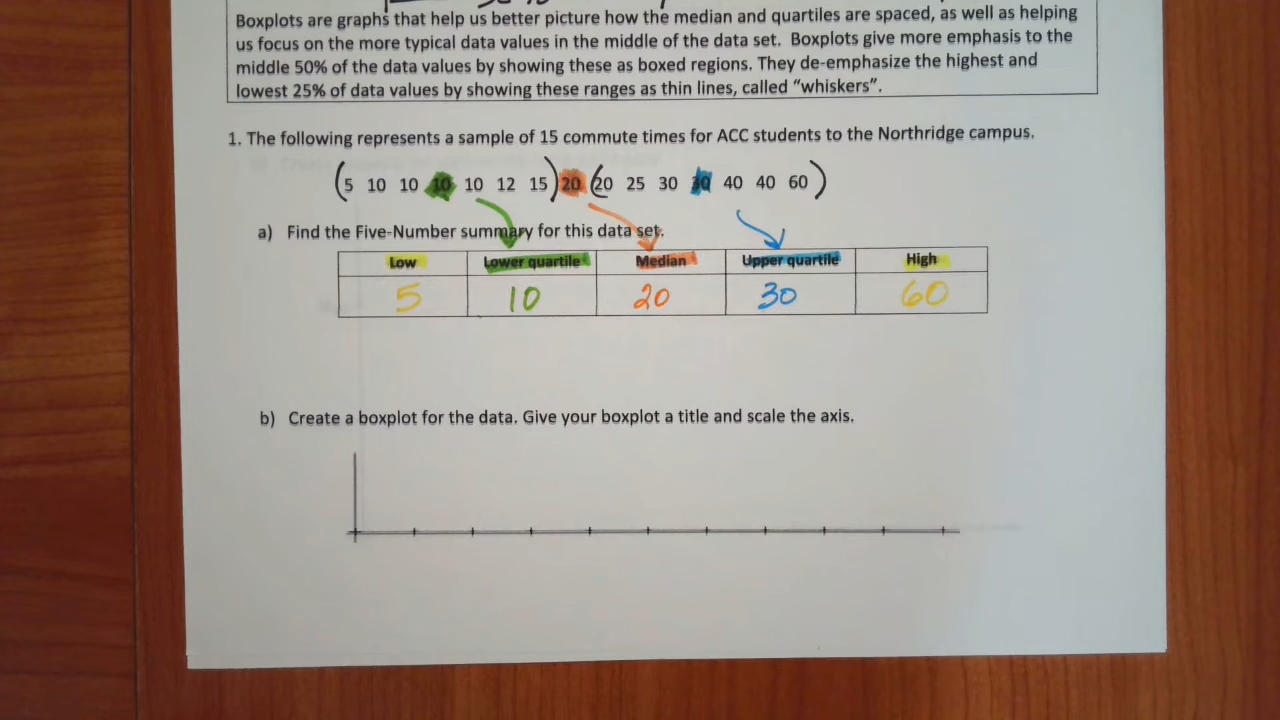 Boxplots are graphs that help us better picture how the median and quartiles are spaced, as well as helping
us focus on the more typical data values in the middle of the data set. Boxplots give more emphasis to the
middle 50% of the data values by showing these as boxed regions. They de-emphasize the highest and
lowest 25% of data values by showing these ranges as thin lines, called “whiskers”.
1. The following represents a sample of 15 commute times for ACC students to the Northridge campus.
(5 10 10 10 10 12 15) 20 (20 25 30 30 40 40 60)
a) Find the Five-Number summary for this data set.
Low Lower quartile Median Upper quartile High
5 10 20 30 60
b) Create a boxplot for the data. Give your boxplot a title and scale the axis.